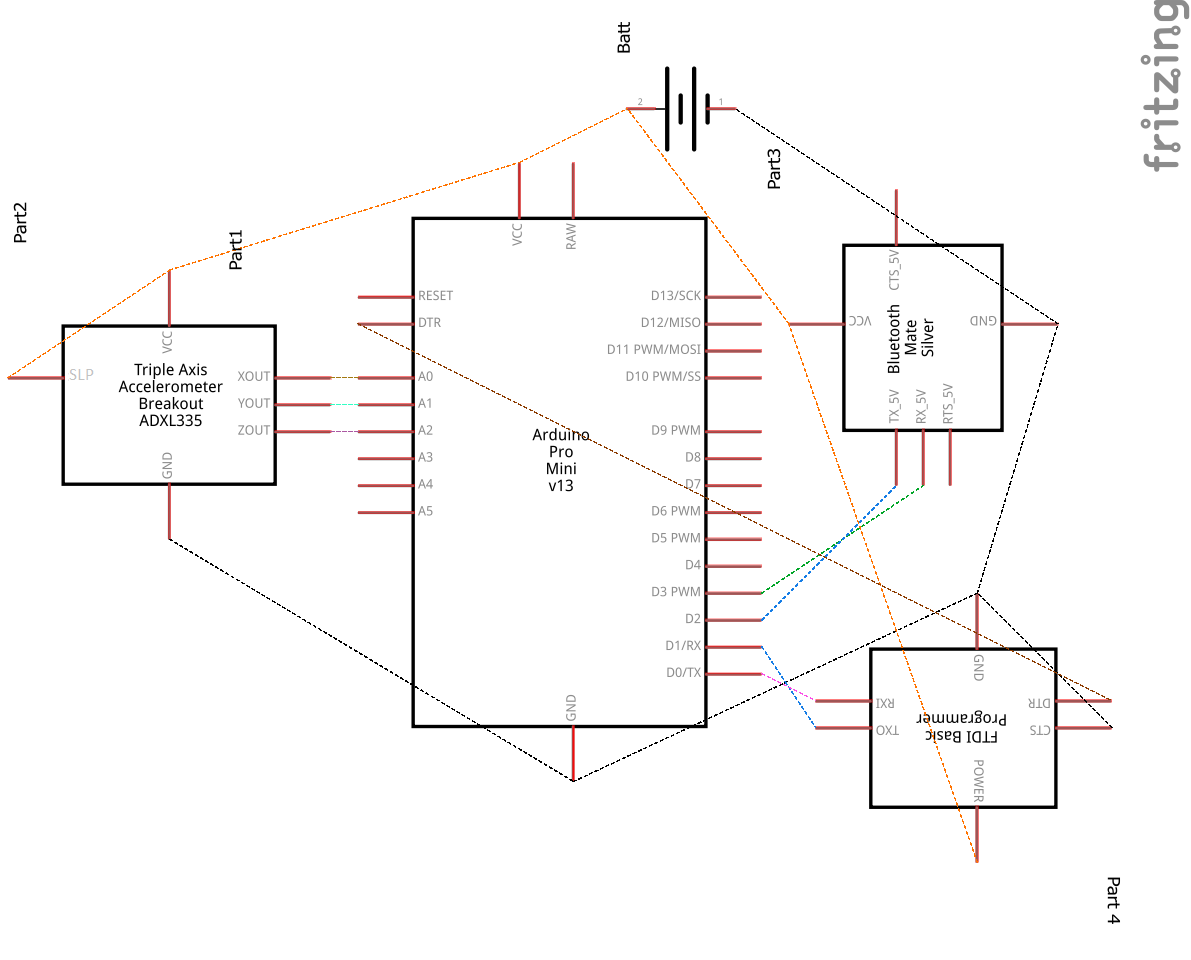 fritzing
Batt
2
1
Part3
Part2
Part1
VCC
RAW
CTS_5V
RESET
DTR
D13/SCK
D12/MISO
D11 PWM/MOSI
D10 PWM/SS
VCC
GND
Bluetooth
Mate
Silver
TX_5V
RX_5V
RTS_5V
VCC
SLP
Triple Axis
Accelerometer
Breakout
ADXL335
XOUT
YOUT
ZOUT
GND
A0
A1
A2
A3
A4
A5
Arduino
Pro
Mini
v13
D9 PWM
D8
D7
D6 PWM
D5 PWM
D4
D3 PWM
D2
D1/RX
D0/TX
GND
GND
RXI
TXO
DTR
CTS
FTDI Basic
Programmer
POWER
Part 4